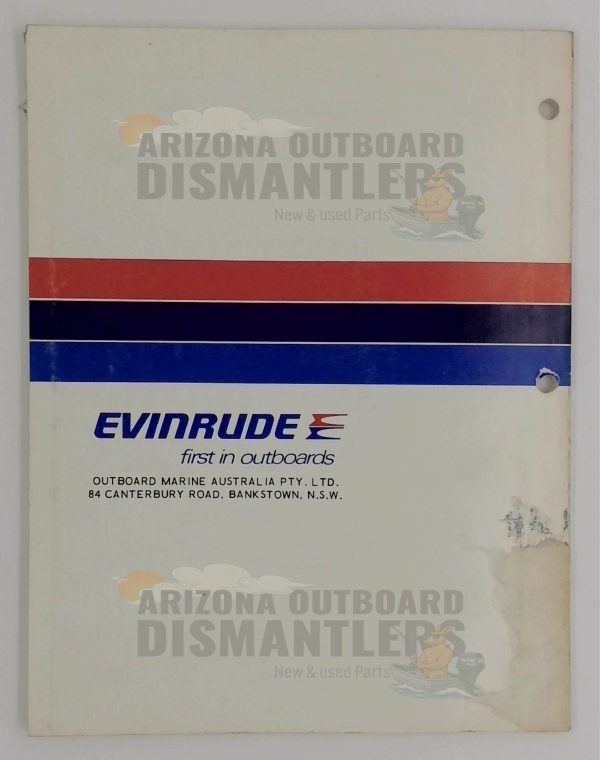 ARIZONA OUTBOARD
DISMANTLERS
New & used Parts
EVINRUDE
first in outboards
OUTBOARD MARINE AUSTRALIA PTY. LTD.
84 CANTERBURY ROAD, BANKSTOWN, N.S.W.
ARIZONA OUTBOARD
DISMANTLERS
New & used Parts